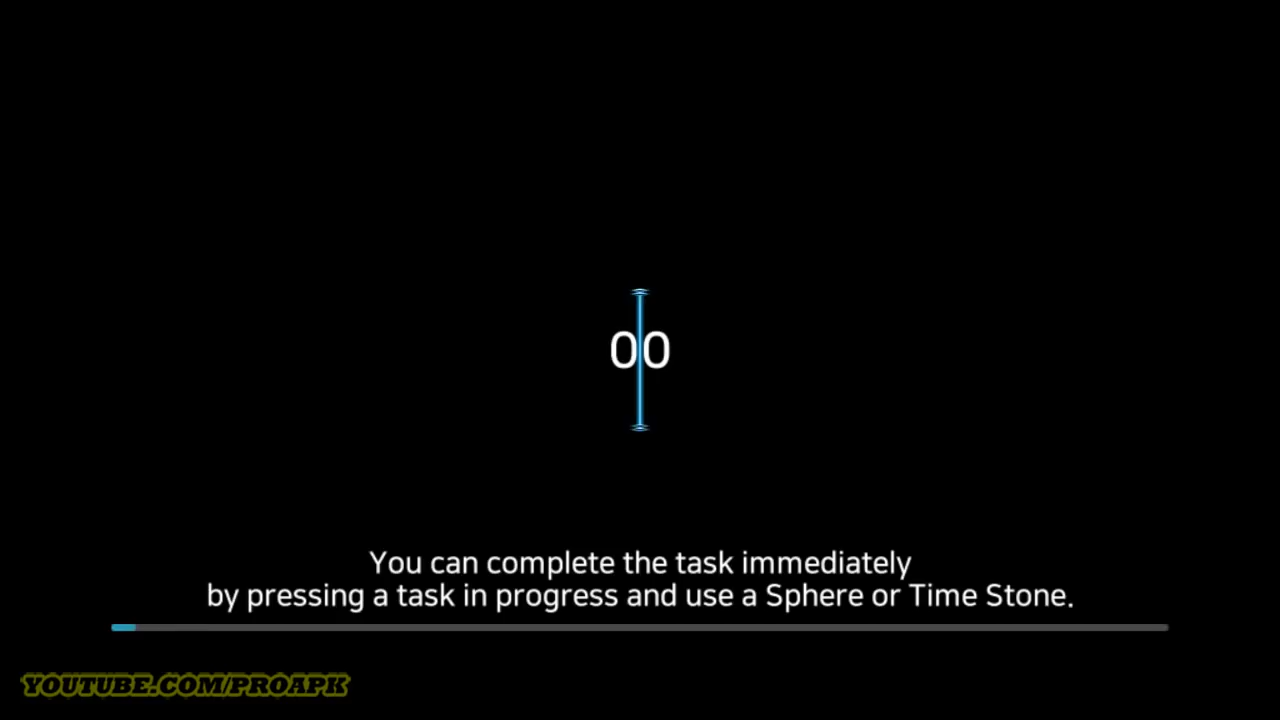 00
You can complete the task immediately
by pressing a task in progress and use a Sphere or Time Stone.
YOUTUBE.COM/PROAPK